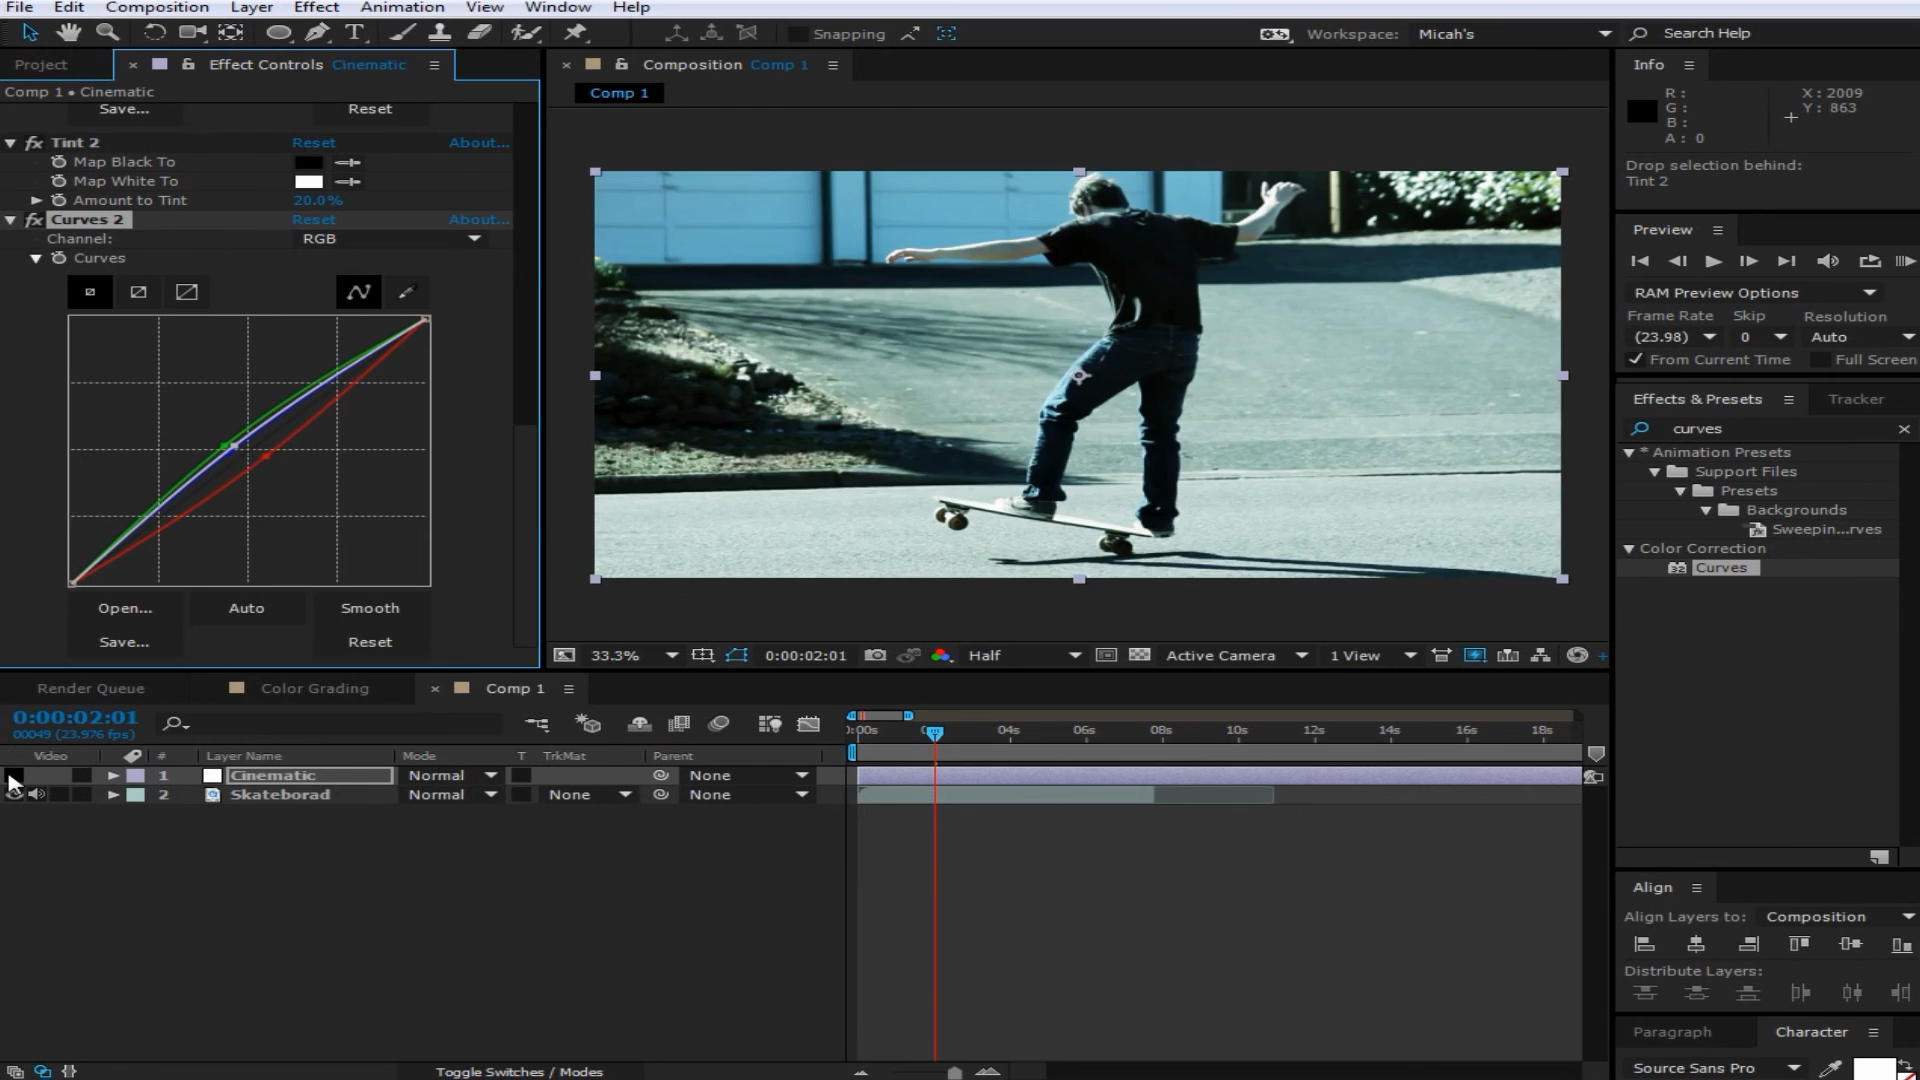 File Edit Composition Layer Effect Animation View Window Help
Snapping Workspace: Micah's Search Help
Project Effect Controls Cinematic
Comp 1 • Cinematic
Save... Reset
Tint 2 Reset About...
Map Black To
Map White To
Amount to Tint 20.0%
Curves 2 Reset About...
Channel: RGB
Curves
Open... Auto Smooth
Save... Reset
Composition Comp 1
Comp 1
33.3% 0:00:02:01 Half Active Camera 1 View
Info
R: X: 2009
G: Y: 863
B:
A: 0
Drop selection behind:
Tint 2
Preview
RAM Preview Options
Frame Rate Skip Resolution
(23.98) 0 Auto
From Current Time Full Screen
Effects & Presets Tracker
curves
* Animation Presets
Support Files
Presets
Backgrounds
Sweepin...rves
Color Correction
32 Curves
Align
Align Layers to: Composition
Distribute Layers:
Paragraph Character
Source Sans Pro
Render Queue Color Grading Comp 1
0:00:02:01
00049 (23.976 fps)
:00s 04s 06s 08s 10s 12s 14s 16s 18s
Video # Layer Name Mode T TrkMat Parent
1 Cinematic Normal None
2 Skateborad Normal None None
Toggle Switches / Modes